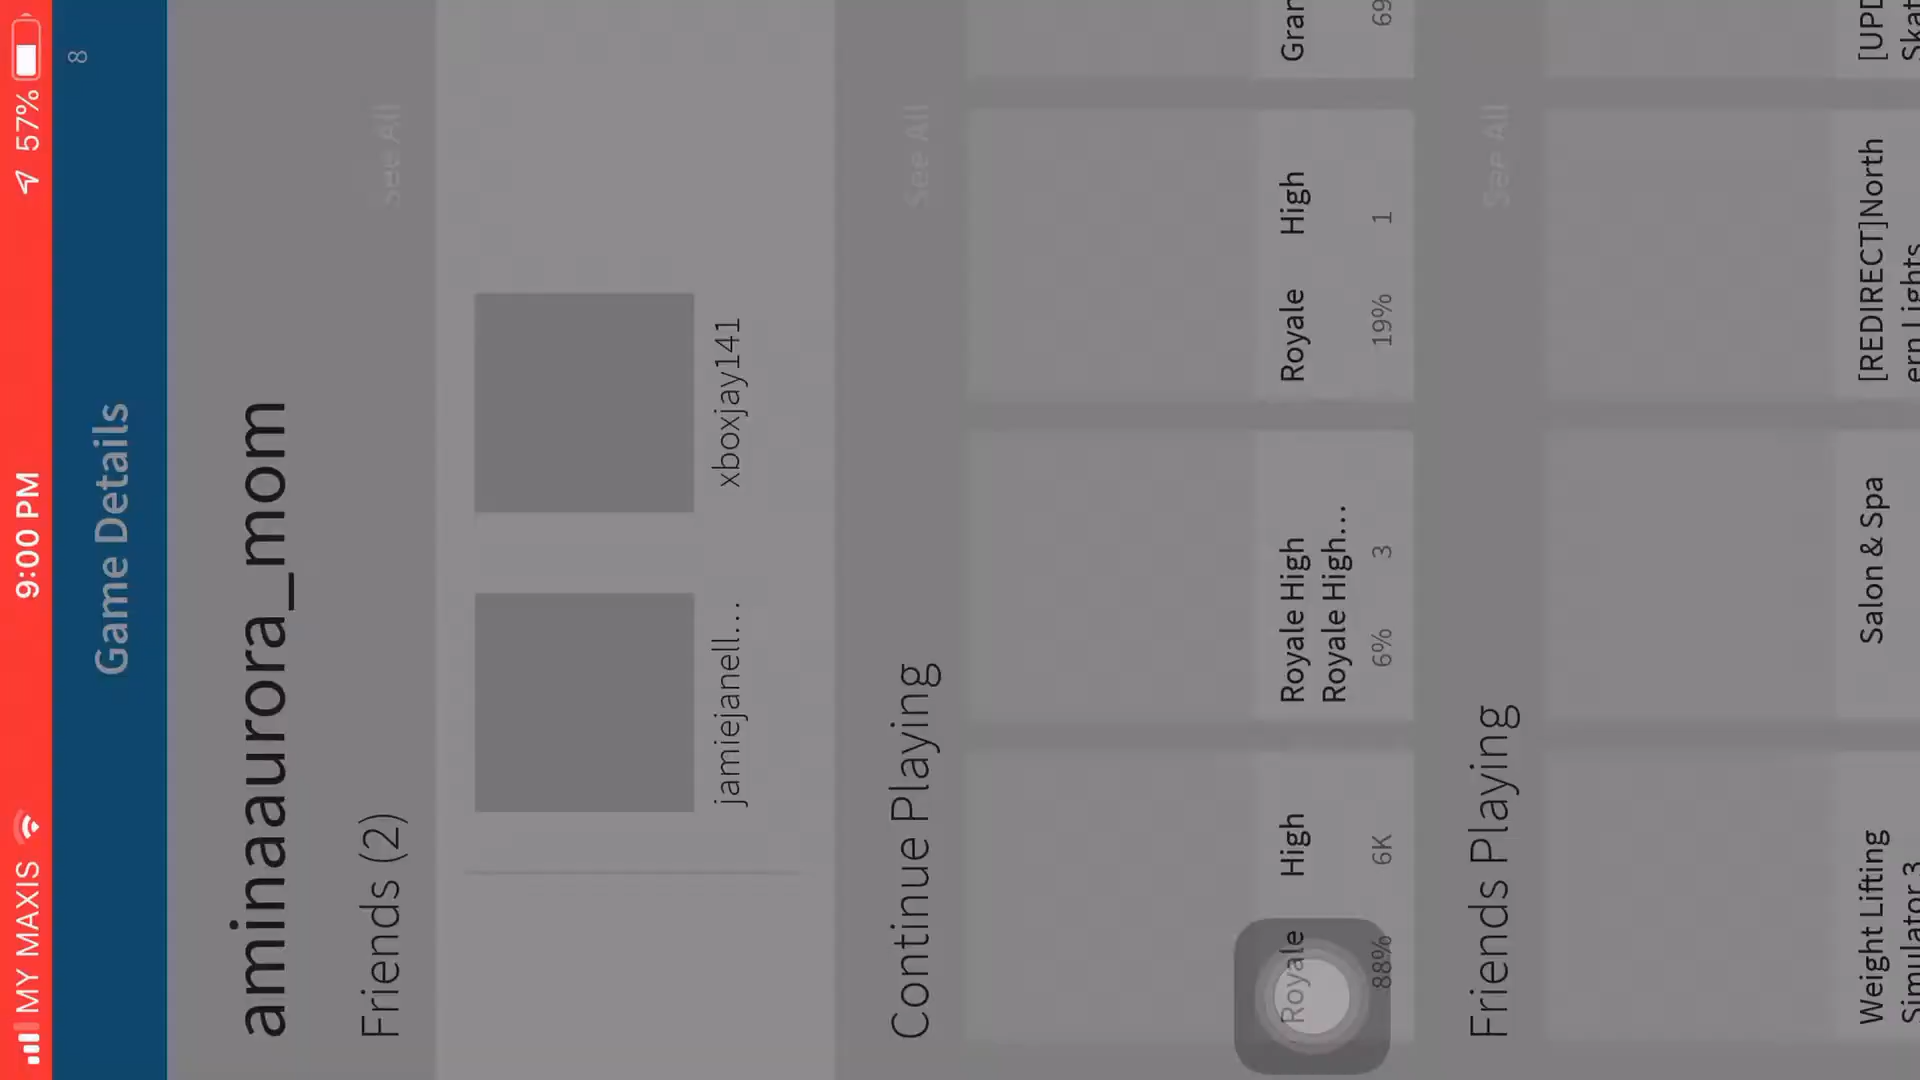 MY MAXIS 9:00 PM 57%
8
Game Details
aminaaurora_mom
Friends (2) See All
jamiejanell... xboxjay141
Continue Playing See All
Royale High Royale High Royale High Gran
Royale High...
88% 6K 6% 3 19% 1 69
Friends Playing See All
Weight Lifting Salon & Spa [REDIRECT]North [UPD
Simulator 3 ern Lights Skat